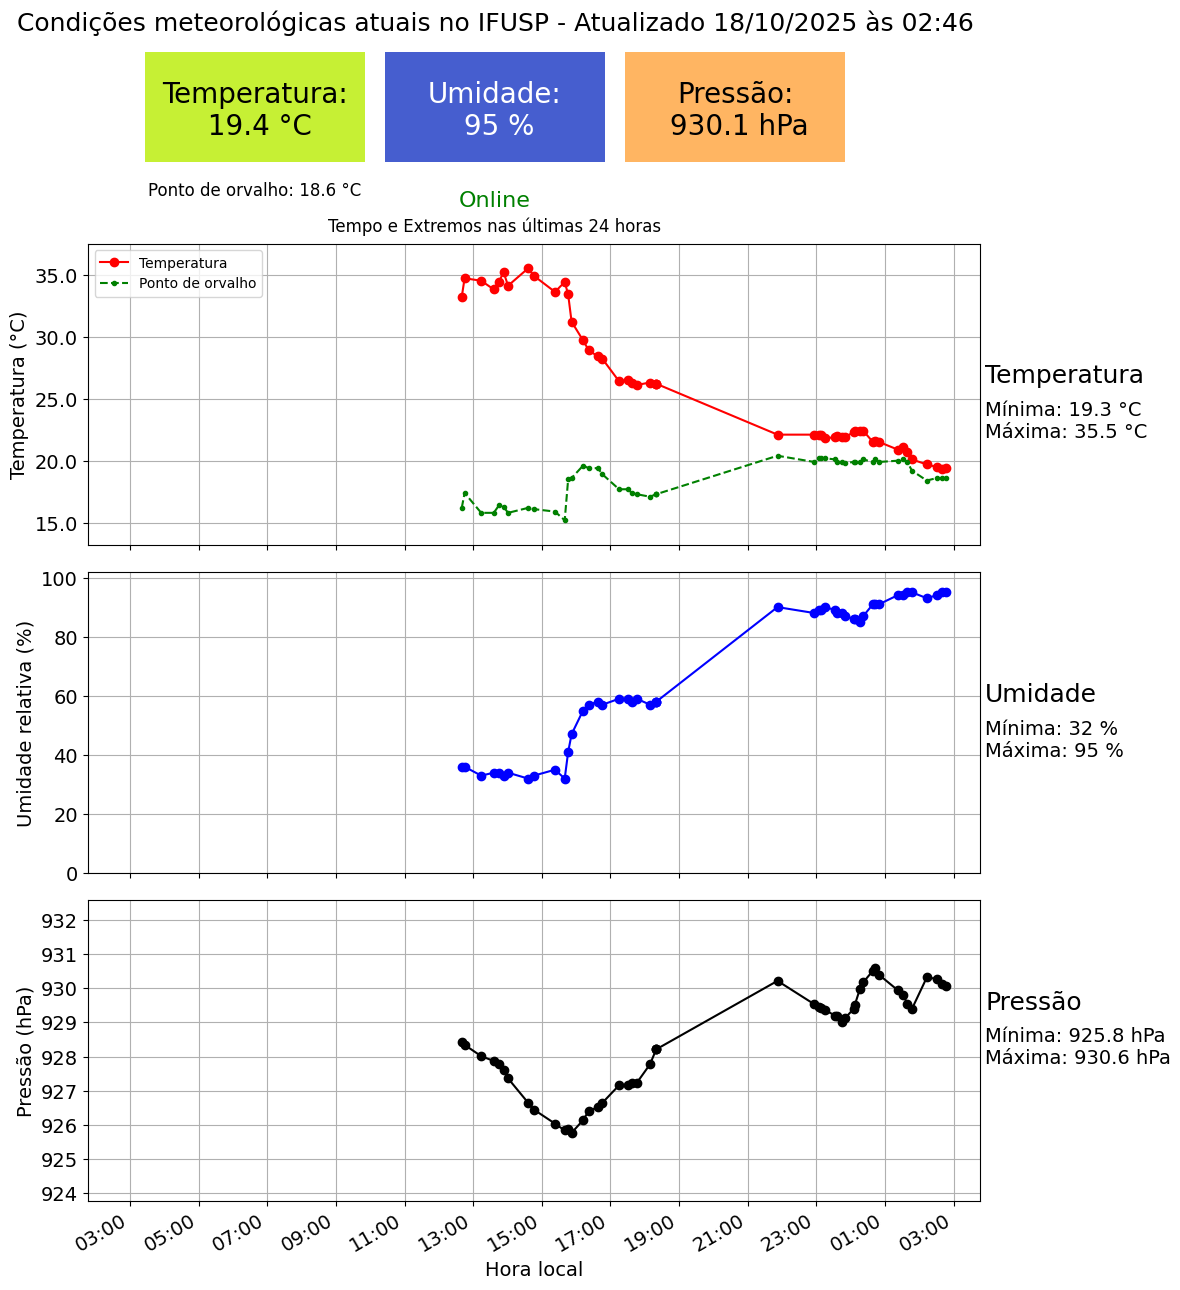 Condições meteorológicas atuais no IFUSP - Atualizado 18/10/2025 às 02:46
Temperatura:
19.4 °C
Umidade:
95 %
Pressão:
930.1 hPa
Ponto de orvalho: 18.6 °C
Online
Tempo e Extremos nas últimas 24 horas
Temperatura
Ponto de orvalho
Temperatura (°C)
35.0
30.0
25.0
20.0
15.0
Temperatura
Mínima: 19.3 °C
Máxima: 35.5 °C
Umidade relativa (%)
100
80
60
40
20
0
Umidade
Mínima: 32 %
Máxima: 95 %
Pressão (hPa)
932
931
930
929
928
927
926
925
924
Pressão
Mínima: 925.8 hPa
Máxima: 930.6 hPa
03:00 05:00 07:00 09:00 11:00 13:00 15:00 17:00 19:00 21:00 23:00 01:00 03:00
Hora local